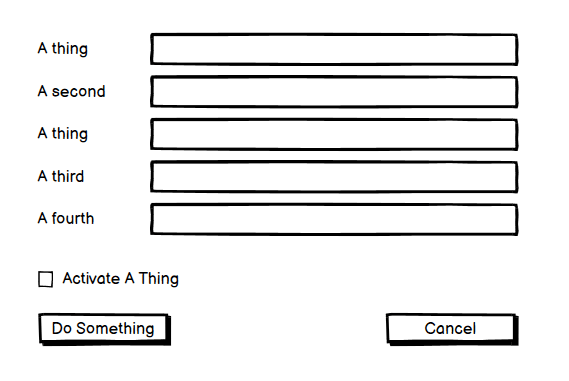 A thing
A second
A thing
A third
A fourth
Activate A Thing
Do Something
Cancel